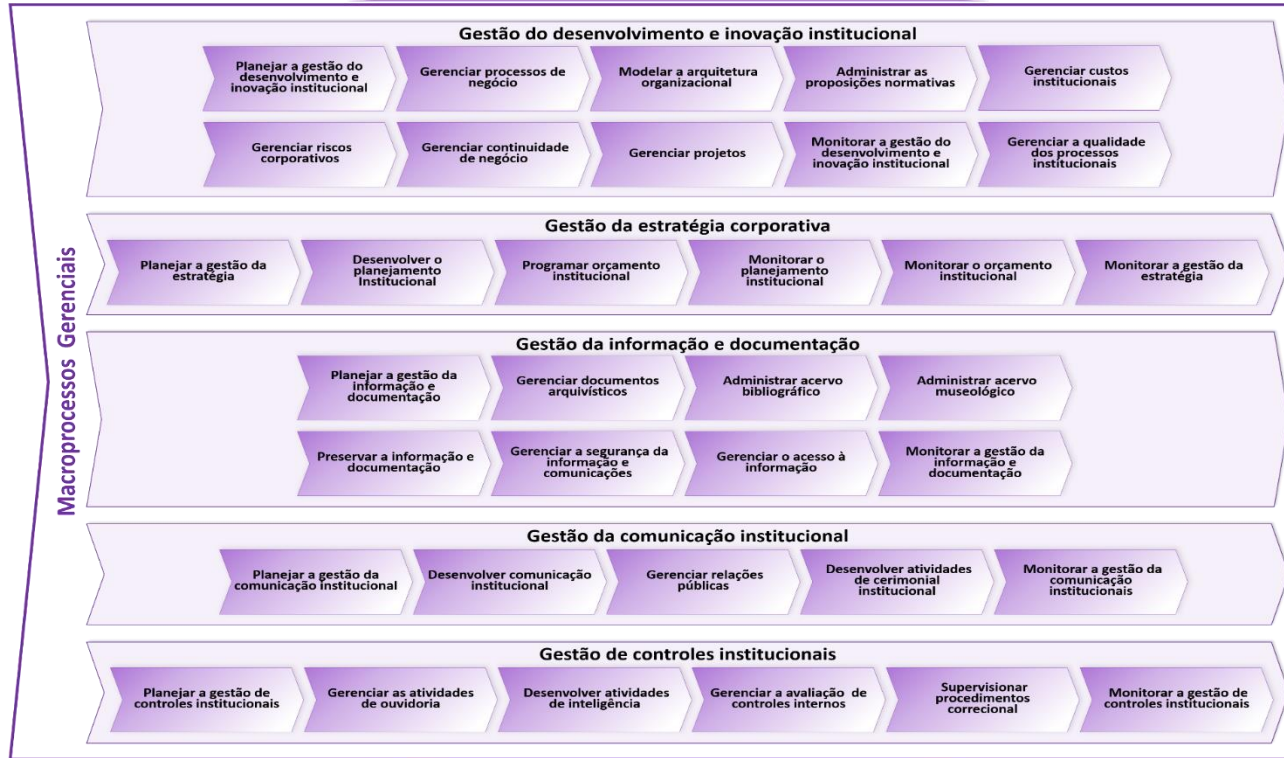 Macroprocessos Gerenciais
Gestão do desenvolvimento e inovação institucional
Planejar a gestão do
desenvolvimento e
inovação institucional
Gerenciar processos de
negócio
Modelar a arquitetura
organizacional
Administrar as
proposições normativas
Gerenciar custos
institucionais
Gerenciar riscos
corporativos
Gerenciar continuidade
de negócio
Gerenciar projetos
Monitorar a gestão do
desenvolvimento e
inovação institucional
Gerenciar a qualidade
dos processos
institucionais
Gestão da estratégia corporativa
Planejar a gestão da
estratégia
Desenvolver o
planejamento
Institucional
Programar orçamento
institucional
Monitorar o
planejamento
institucional
Monitorar o orçamento
institucional
Monitorar a gestão da
estratégia
Gestão da informação e documentação
Planejar a gestão da
informação e
documentação
Gerenciar documentos
arquivísticos
Administrar acervo
bibliográfico
Administrar acervo
museológico
Preservar a informação e
documentação
Gerenciar a segurança da
informação e
comunicações
Gerenciar o acesso à
informação
Monitorar a gestão da
informação e
documentação
Gestão da comunicação institucional
Planejar a gestão da
comunicação institucional
Desenvolver comunicação
institucional
Gerenciar relações
públicas
Desenvolver atividades
de cerimonial
institucional
Monitorar a gestão da
comunicação
institucionais
Gestão de controles institucionais
Planejar a gestão de
controles institucionais
Gerenciar as atividades
de ouvidoria
Desenvolver atividades
de inteligência
Gerenciar a avaliação de
controles internos
Supervisionar
procedimentos
correcional
Monitorar a gestão de
controles institucionais